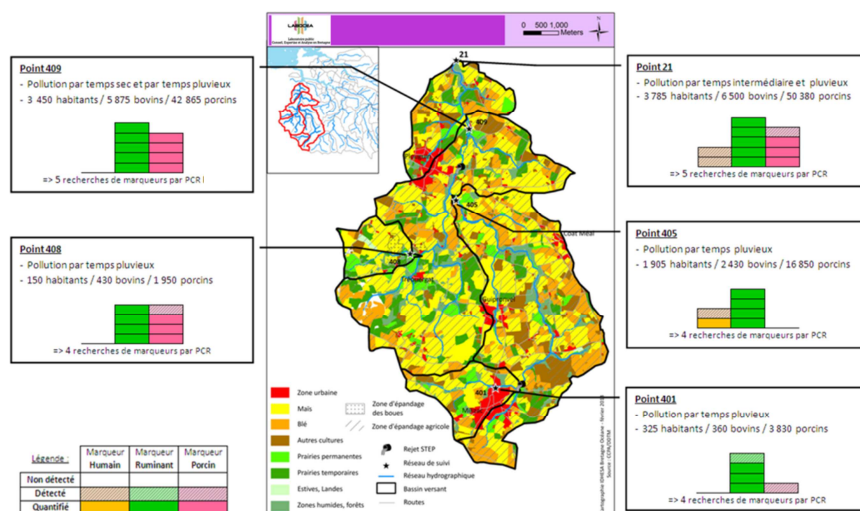 LABOCEA
0 500 1,000
Meters
21
Point 409
- Pollution par temps sec et par temps pluvieux
- 3 450 habitants / 5 875 bovins / 42 865 porcins
=> 5 recherches de marqueurs par PCR
Point 21
- Pollution par temps intermédiaire et pluvieux
- 3 785 habitants / 6 500 bovins / 50 380 porcins
=> 5 recherches de marqueurs par PCR
409
405
Coat Méal
Point 408
- Pollution par temps pluvieux
- 150 habitants / 430 bovins / 1 950 porcins
=> 4 recherches de marqueurs par PCR
Point 405
- Pollution par temps pluvieux
- 1 905 habitants / 2 430 bovins / 16 850 porcins
=> 4 recherches de marqueurs par PCR
408
401
Point 401
- Pollution par temps pluvieux
- 325 habitants / 360 bovins / 3 830 porcins
=> 4 recherches de marqueurs par PCR
Zone urbaine
Maïs
Blé
Autres cultures
Prairies permanentes
Prairies temporaires
Estives, Landes
Zones humides, forêts
Zone d'épandage
des boues
Zone d'épandage agricole
Rejet STEP
Réseau de suivi
Réseau hydrographique
Bassin versant
Routes
Légende :
Marqueur Humain
Marqueur Ruminant
Marqueur Porcin
Non détecté
Détecté
Quantifié